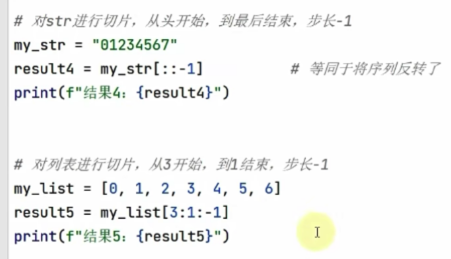 # 对str进行切片，从头开始，到最后结束，步长-1
my_str = "01234567"
result4 = my_str[::-1]          # 等同于将序列反转了
print(f"结果4：{result4}")
# 对列表进行切片，从3开始，到1结束，步长-1
my_list = [0, 1, 2, 3, 4, 5, 6]
result5 = my_list[3:1:-1]
print(f"结果5：{result5}")